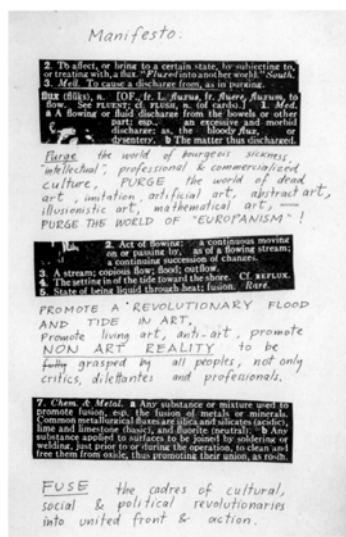 Manifesto:
2. To affect, or bring to a certain state, by subjecting to,
or treating with, a flux. "Fluxed into another world." South.
3. Med. To cause a discharge from, as in purging.
flux (flŭks), n. [OF., fr. L. fluxus, fr. fluere, fluxum, to
flow. See FLUENT; cf. FLUSH, n. (of cards).] 1. Med.
a A flowing or fluid discharge from the bowels or other
part; esp., an excessive and morbid
discharge; as, the bloody flux, or
dysentery. b The matter thus discharged.
Purge the world of bourgeois sickness,
"intellectual", professional & commercialized
culture, PURGE the world of dead
art, imitation, artificial art, abstract art,
illusionistic art, mathematical art, —
PURGE THE WORLD OF "EUROPANISM"!
2. Act of flowing: a continuous moving
on or passing by, as of a flowing stream;
a continuing succession of changes.
3. A stream; copious flow; flood; outflow.
4. The setting in of the tide toward the shore. Cf. REFLUX.
5. State of being liquid through heat; fusion. Rare.
PROMOTE A REVOLUTIONARY FLOOD
AND TIDE IN ART,
Promote living art, anti-art, promote
NON ART REALITY to be
fully grasped by all peoples, not only
critics, dilettantes and professionals.
7. Chem. & Metal. a Any substance or mixture used to
promote fusion, esp. the fusion of metals or minerals.
Common metallurgical fluxes are silica and silicates (acidic),
lime and limestone (basic), and fluorite (neutral). b Any
substance applied to surfaces to be joined by soldering or
welding, just prior to or during the operation, to clean and
free them from oxide, thus promoting their union, as rosin.
FUSE the cadres of cultural,
social & political revolutionaries
into united front & action.